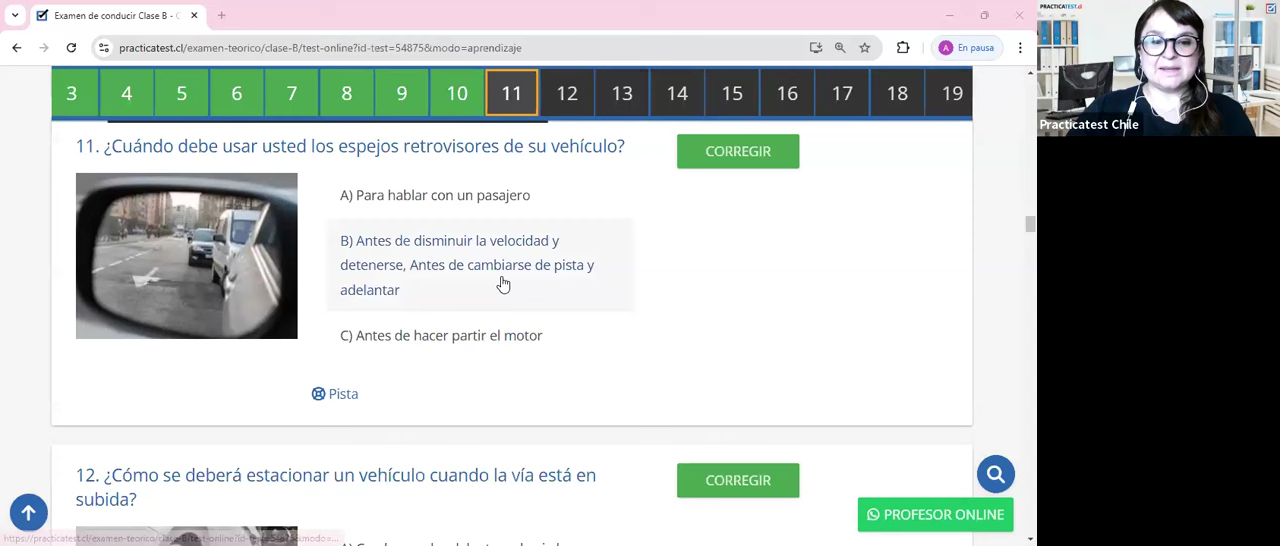 Examen de conducir Clase B - C
practicatest.cl/examen-teorico/clase-B/test-online?id-test=54875&modo=aprendizaje
A En pausa
PRACTICATEST.cl
Practicatest Chile
3 4 5 6 7 8 9 10 11 12 13 14 15 16 17 18 19
11. ¿Cuándo debe usar usted los espejos retrovisores de su vehículo?
CORREGIR
A) Para hablar con un pasajero
B) Antes de disminuir la velocidad y
detenerse, Antes de cambiarse de pista y
adelantar
C) Antes de hacer partir el motor
Pista
12. ¿Cómo se deberá estacionar un vehículo cuando la vía está en
subida?
CORREGIR
PROFESOR ONLINE